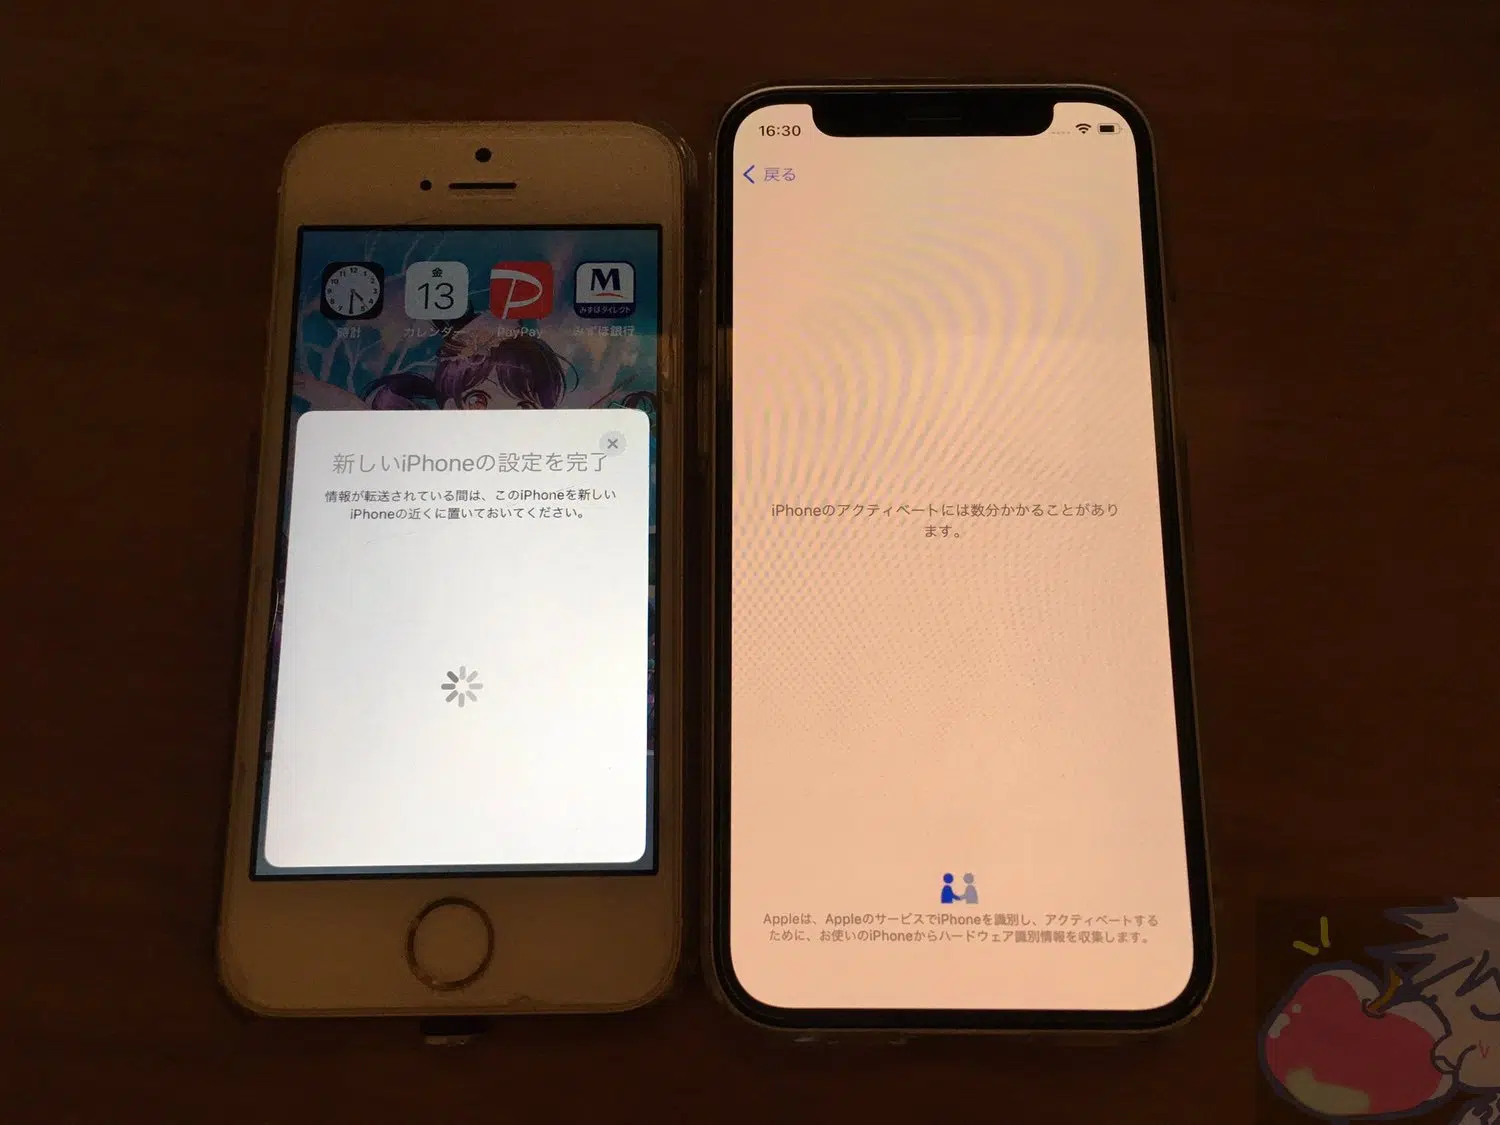 金
13
M
みずほダイレクト
時計
カレンダー
PayPay
みずほ銀行
新しいiPhoneの設定を完了
情報が転送されている間は、このiPhoneを新しい
iPhoneの近くに置いておいてください。
16:30
戻る
iPhoneのアクティベートには数分かかることがあり
ます。
Appleは、AppleのサービスでiPhoneを識別し、アクティベートする
ために、お使いのiPhoneからハードウェア識別情報を収集します。